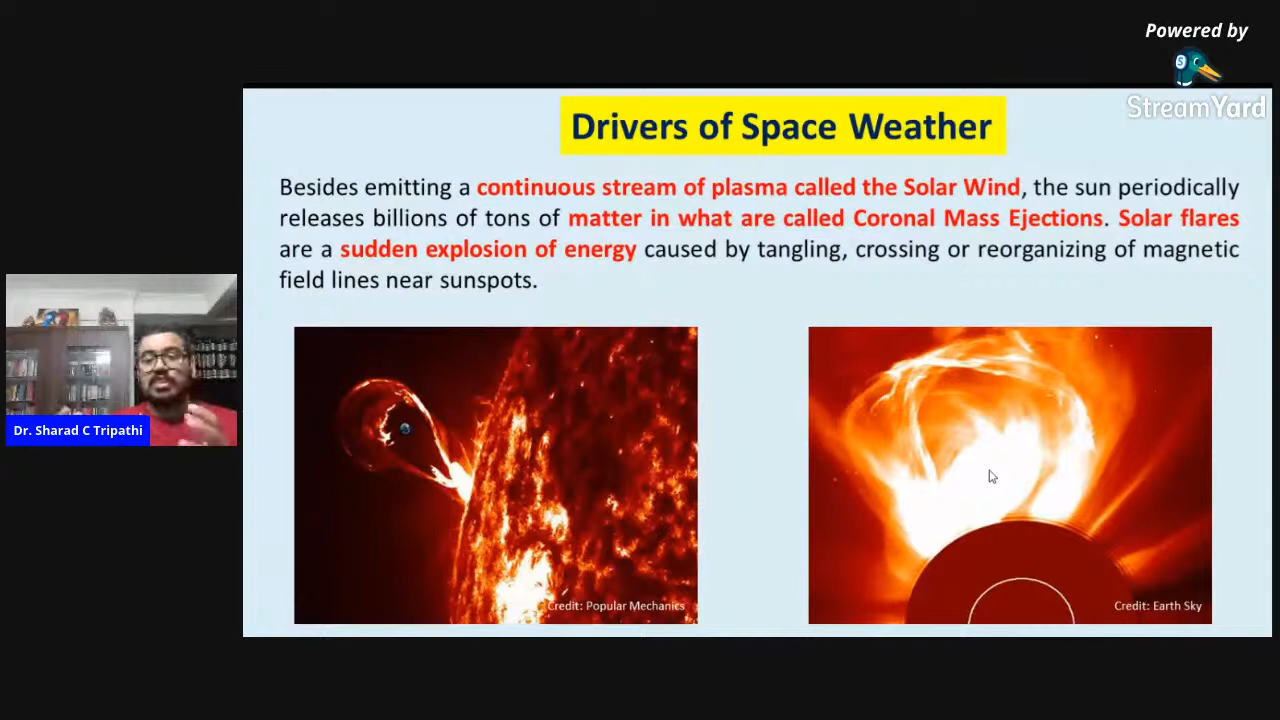 Powered by
StreamYard
Drivers of Space Weather
Besides emitting a continuous stream of plasma called the Solar Wind, the sun periodically
releases billions of tons of matter in what are called Coronal Mass Ejections. Solar flares
are a sudden explosion of energy caused by tangling, crossing or reorganizing of magnetic
field lines near sunspots.
Dr. Sharad C Tripathi
Credit: Popular Mechanics
Credit: Earth Sky